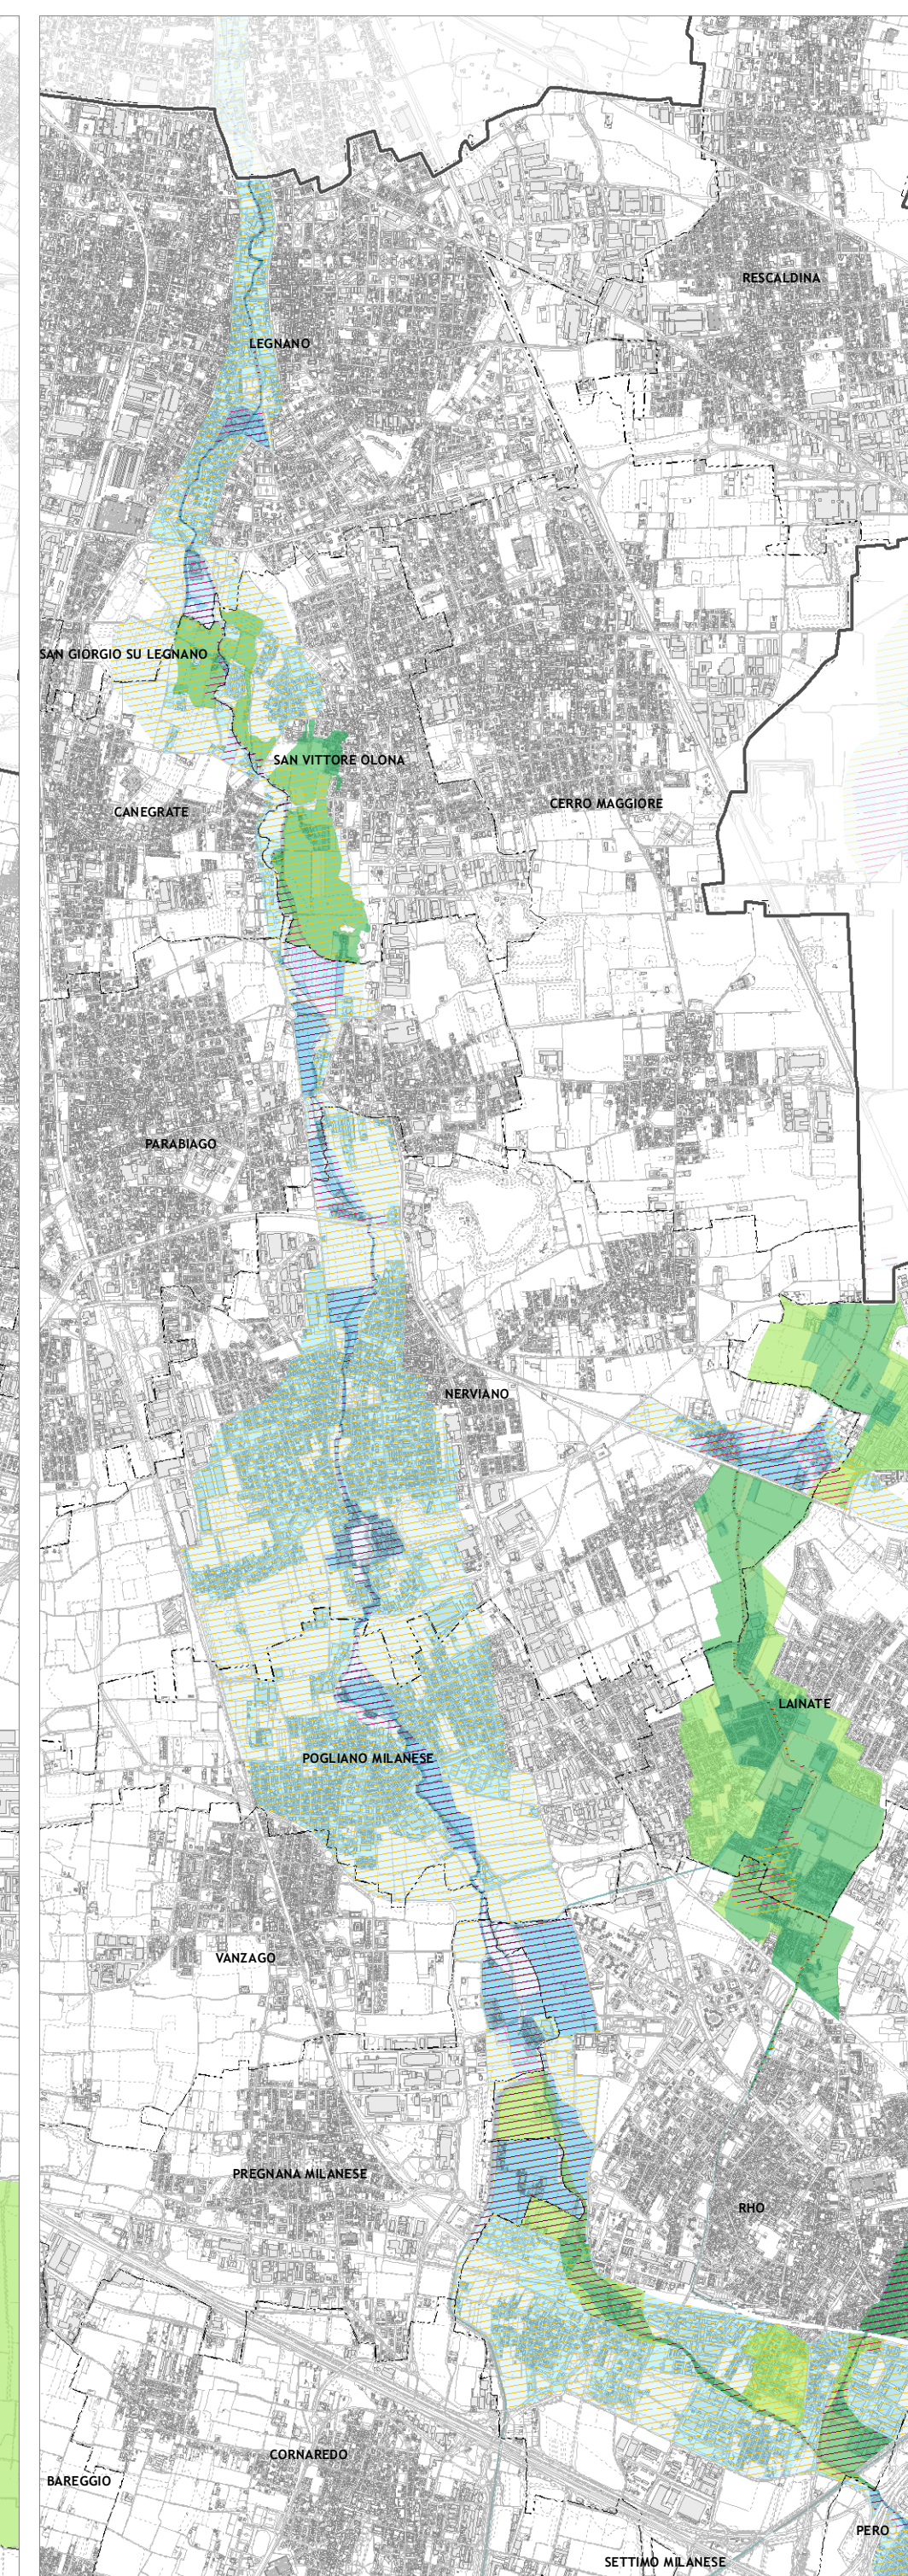 RESCALDINA
LEGNANO
SAN GIORGIO SU LEGNANO
SAN VITTORE OLONA
CERRO MAGGIORE
CANEGRATE
PARABIAGO
NERVIANO
LAINATE
POGLIANO MILANESE
VANZAGO
PREGNANA MILANESE
RHO
CORNAREDO
BAREGGIO
PERO
SETTIMO MILANESE